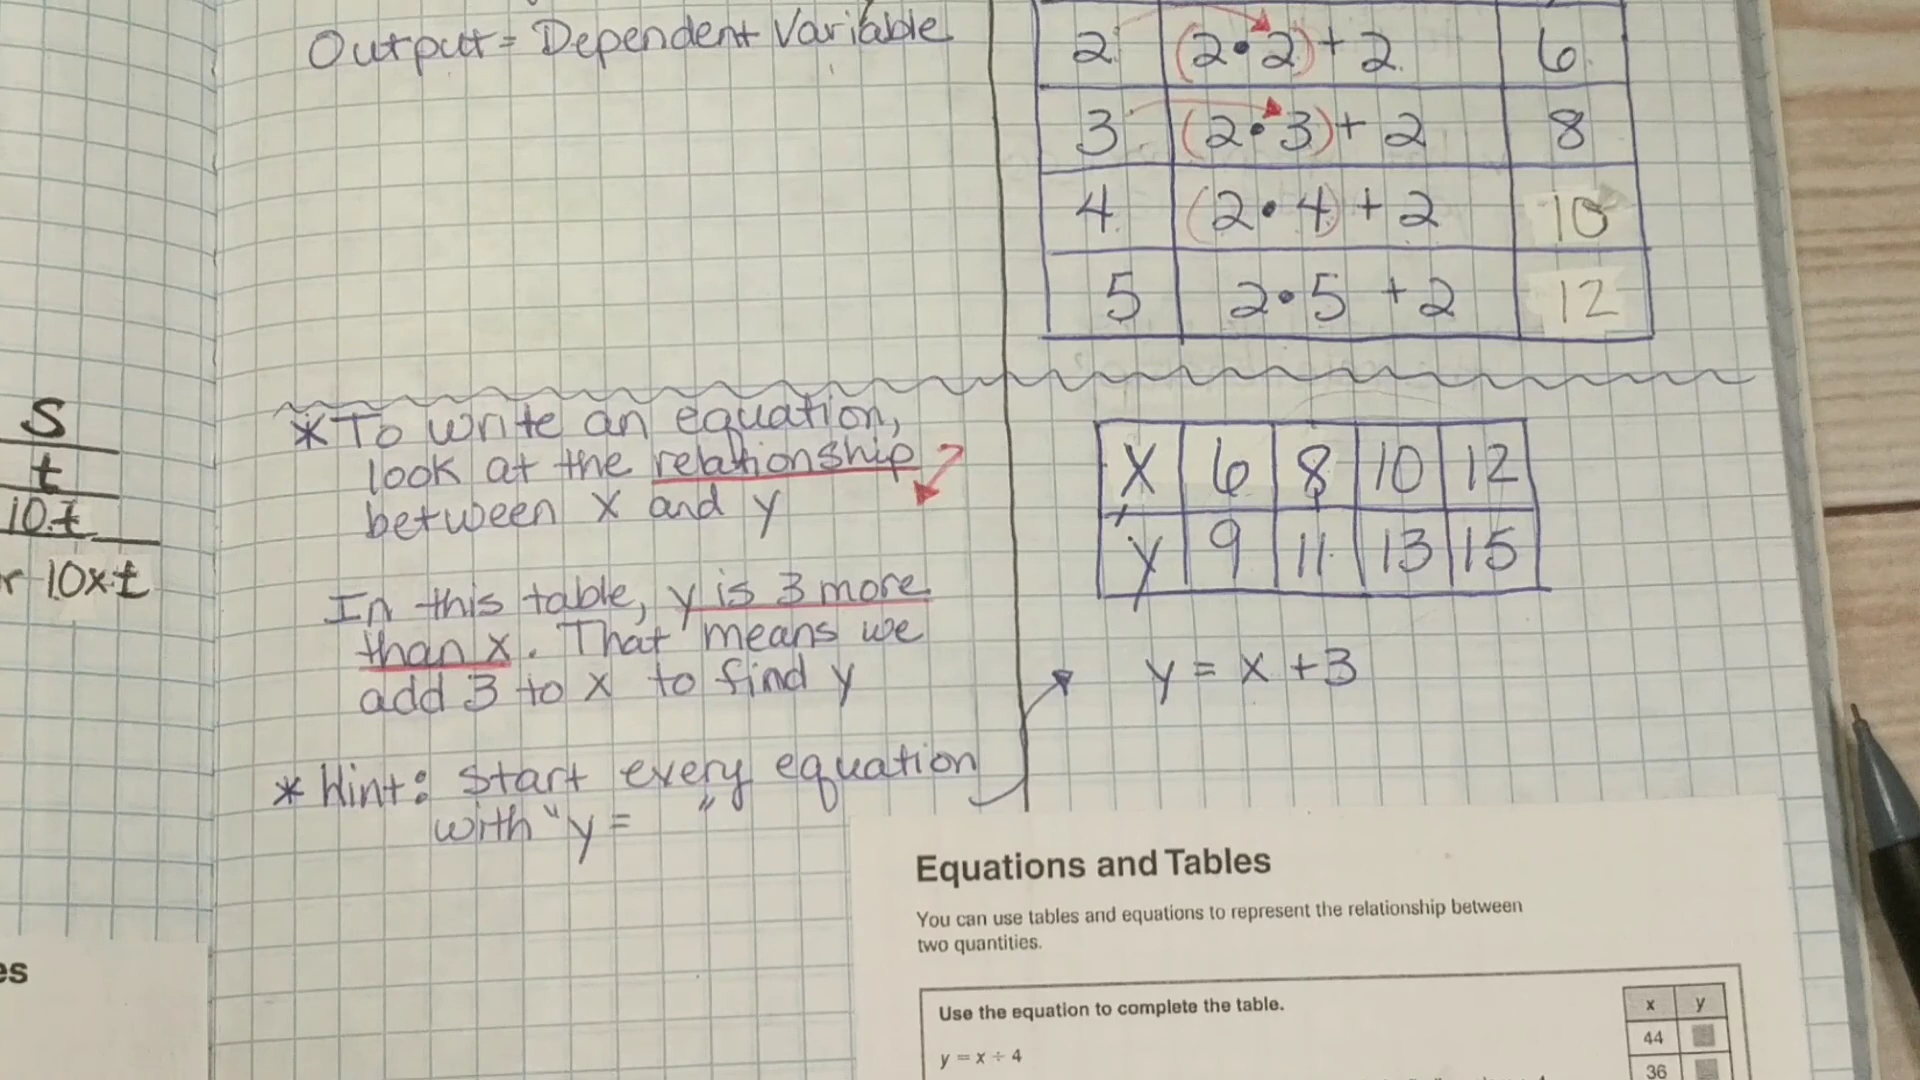 Output = Dependent Variable
2 (2•2)+2 6
3 (2•3)+2 8
4 (2•4)+2 10
5 2•5 +2 12
S
t
10.t
r 10xt
*To write an equation,
look at the relationship
between x and y
In this table, y is 3 more
than x. That means we
add 3 to x to find y
*Hint: Start every equation
with "y = "
X 6 8 10 12
y 9 11 13 15
y = x +3
es
Equations and Tables
You can use tables and equations to represent the relationship between
two quantities.
Use the equation to complete the table.
y = x ÷ 4
x y
44
36